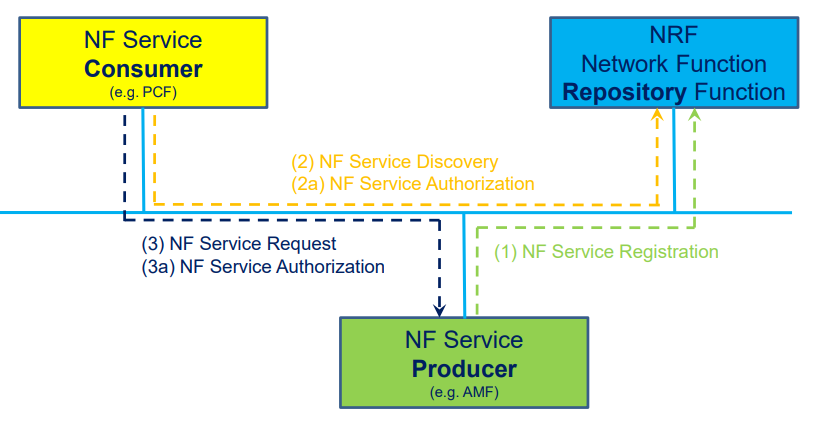 NF Service
Consumer
(e.g. PCF)
NRF
Network Function
Repository Function
(2) NF Service Discovery
(2a) NF Service Authorization
(3) NF Service Request
(3a) NF Service Authorization
(1) NF Service Registration
NF Service
Producer
(e.g. AMF)